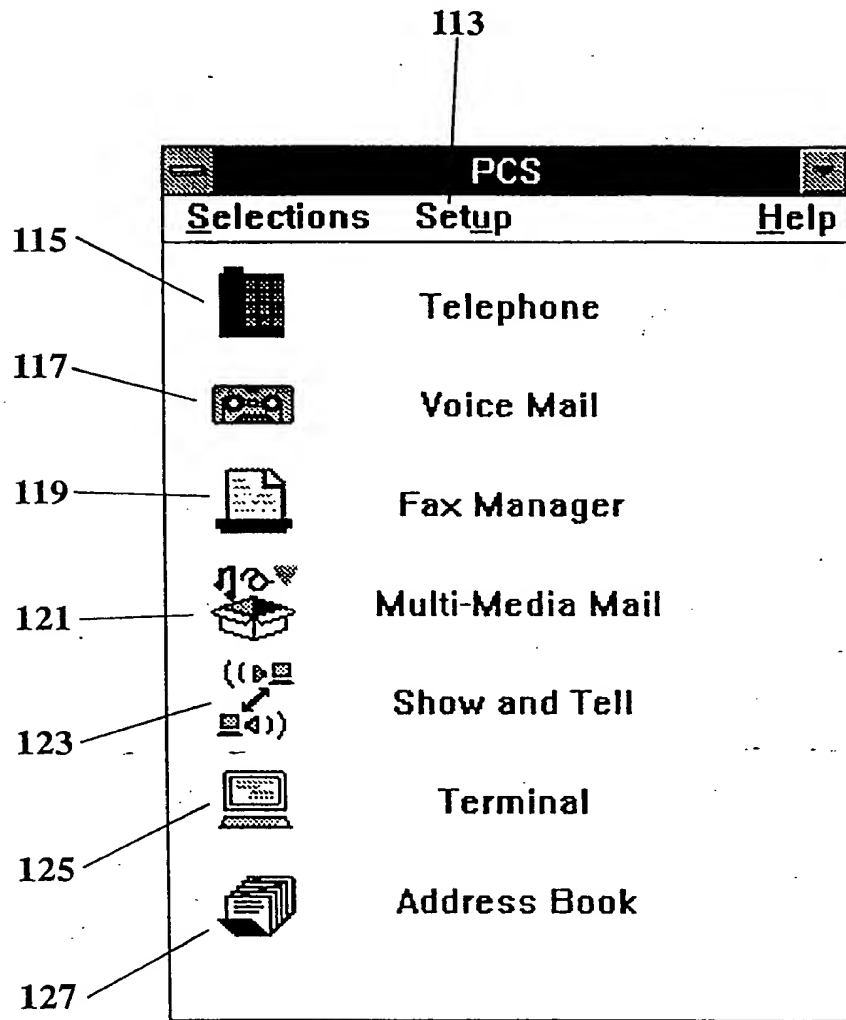 113
PCS
Selections Setup Help
115
Telephone
117
Voice Mail
119
Fax Manager
121
Multi-Media Mail
123
Show and Tell
125
Terminal
127
Address Book